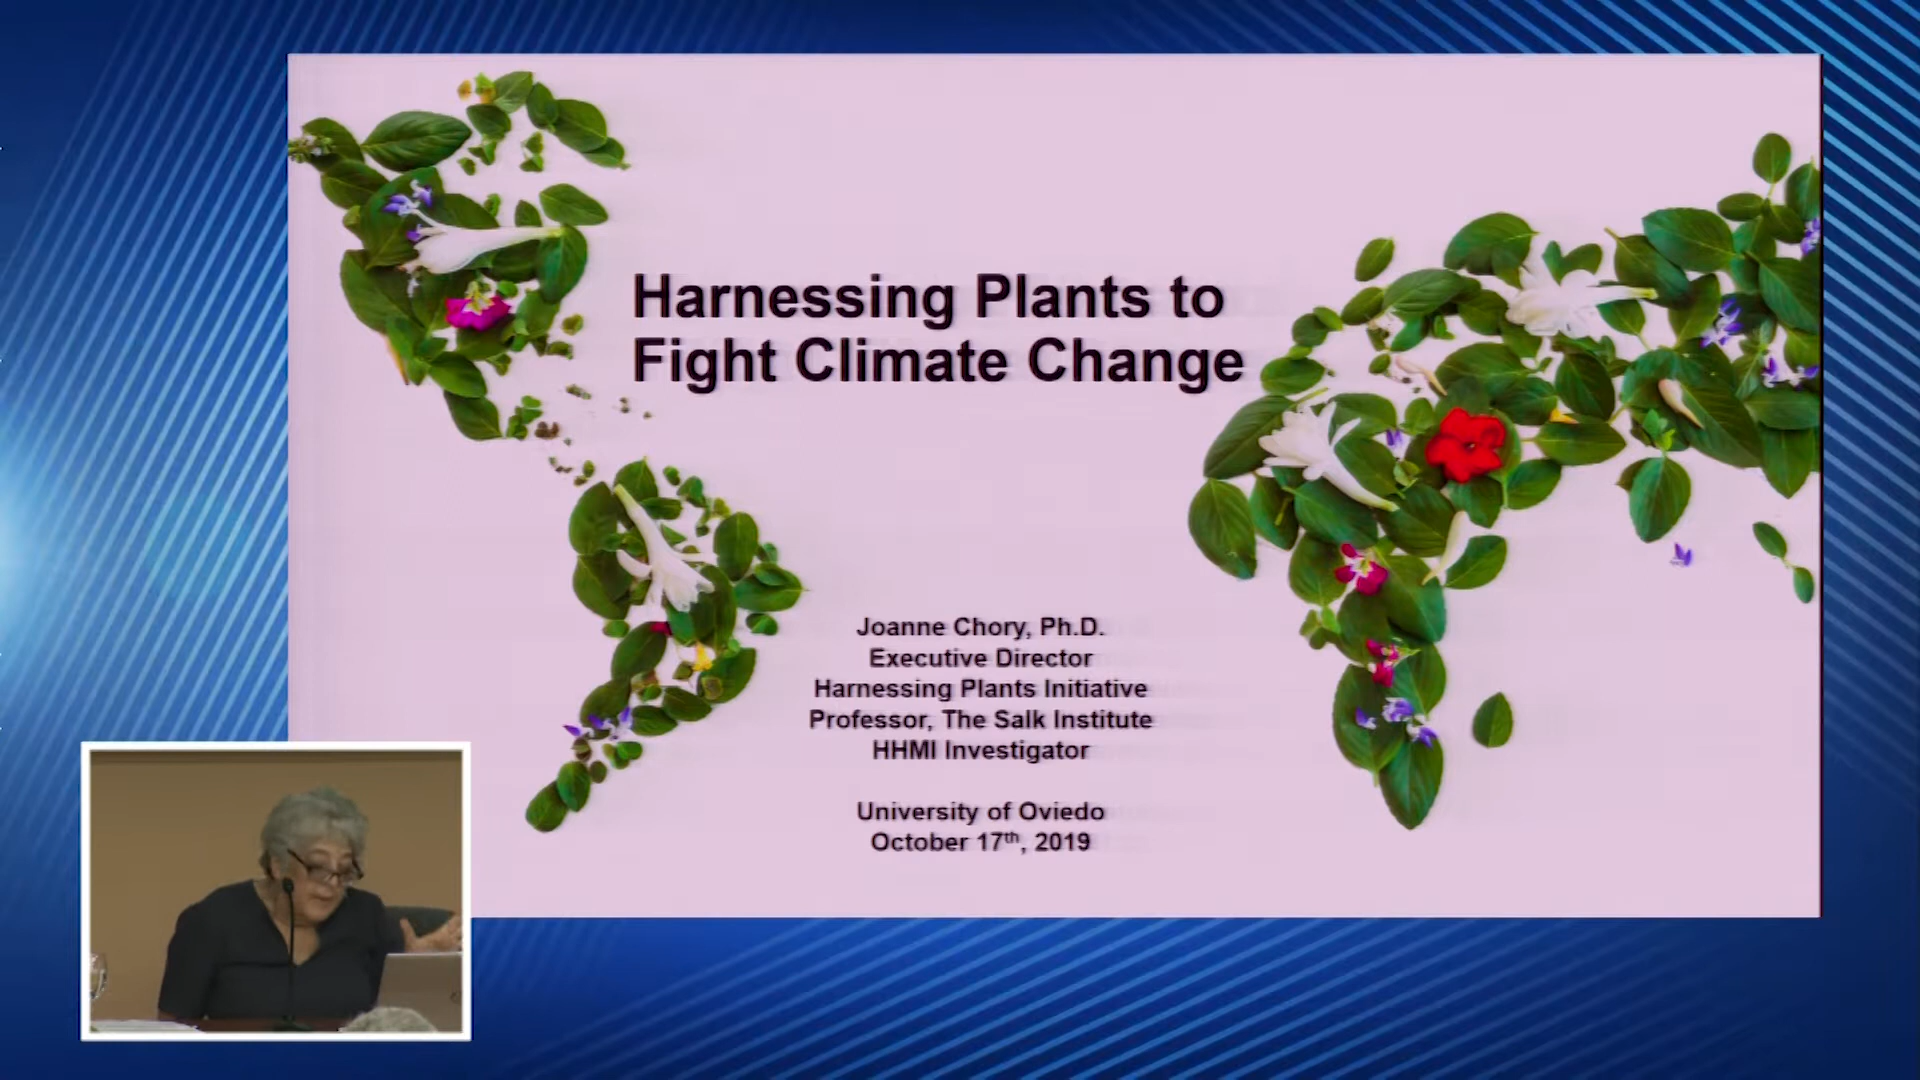 Harnessing Plants to
Fight Climate Change
Joanne Chory, Ph.D.
Executive Director
Harnessing Plants Initiative
Professor, The Salk Institute
HHMI Investigator
University of Oviedo
October 17th, 2019